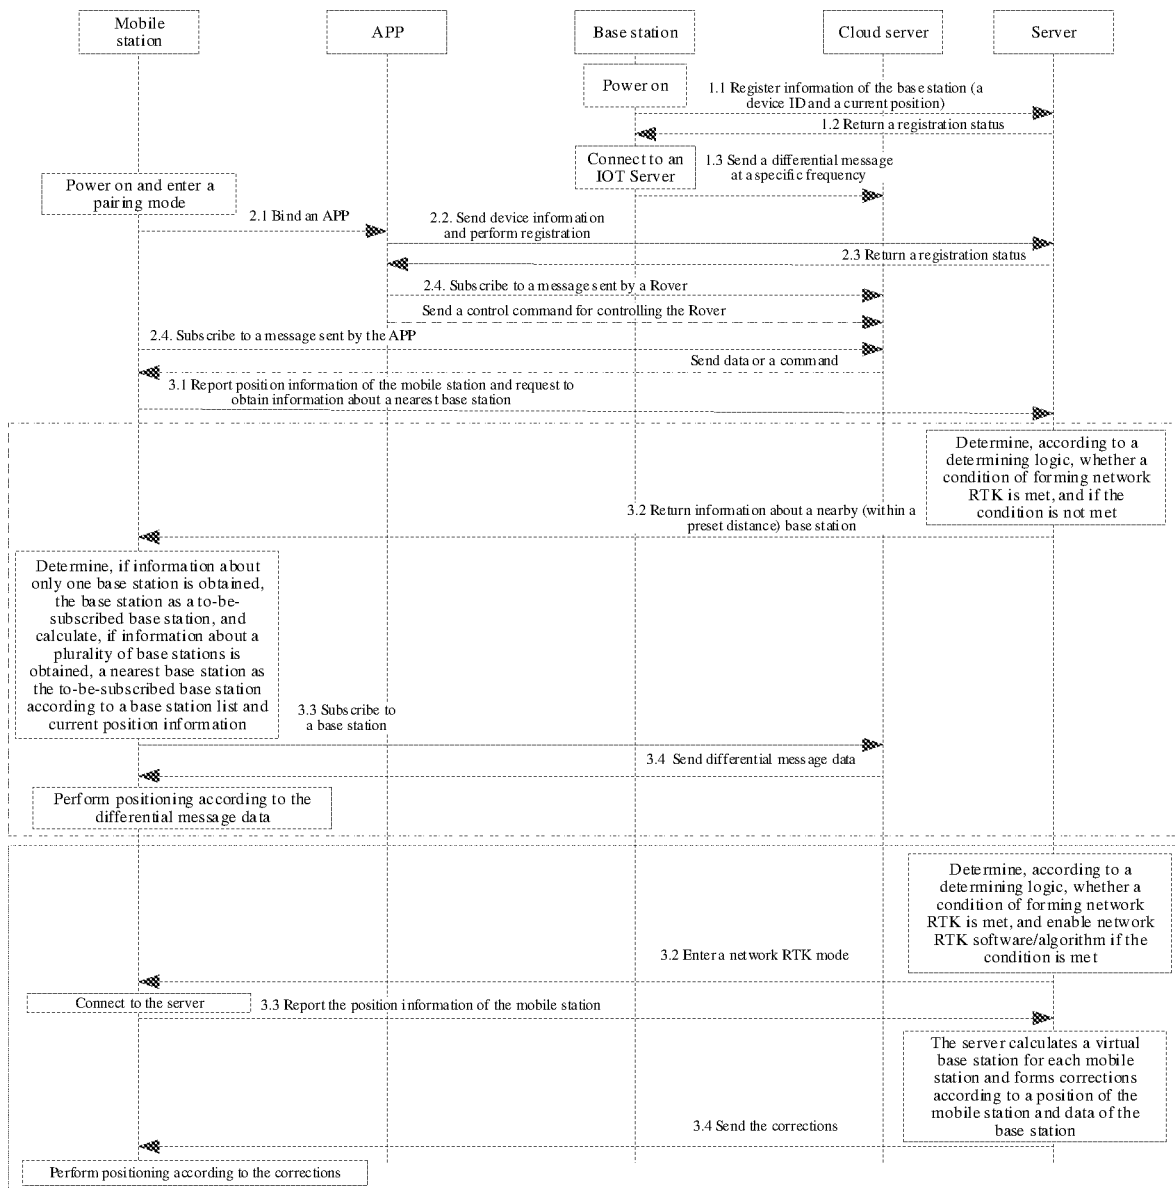 Mobile
station
APP
Base station
Cloud server
Server
Power on
1.1 Register information of the base station (a
device ID and a current position)
1.2 Return a registration status
Connect to an
IOT Server
1.3 Send a differential message
at a specific frequency
Power on and enter a
pairing mode
2.1 Bind an APP
2.2. Send device information
and perform registration
2.3 Return a registration status
2.4. Subscribe to a message sent by a Rover
Send a control command for controlling the Rover
2.4. Subscribe to a message sent by the APP
Send data or a command
3.1 Report position information of the mobile station and request to
obtain information about a nearest base station
Determine, according to a
determining logic, whether a
condition of forming network
RTK is met, and if the
condition is not met
3.2 Return information about a nearby (within a
preset distance) base station
Determine, if information about
only one base station is obtained,
the base station as a to-be-
subscribed base station, and
calculate, if information about a
plurality of base stations is
obtained, a nearest base station as
the to-be-subscribed base station
according to a base station list and
current position information
3.3 Subscribe to
a base station
3.4 Send differential message data
Perform positioning according to the
differential message data
Determine, according to a
determining logic, whether a
condition of forming network
RTK is met, and enable network
RTK software/algorithm if the
condition is met
3.2 Enter a network RTK mode
Connect to the server
3.3 Report the position information of the mobile station
The server calculates a virtual
base station for each mobile
station and forms corrections
according to a position of the
mobile station and data of the
base station
3.4 Send the corrections
Perform positioning according to the corrections